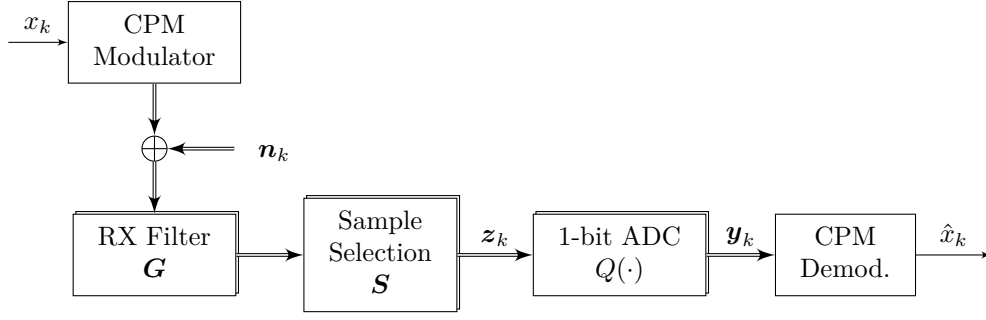 x_k
CPM
Modulator
n_k
RX Filter
G
Sample
Selection
S
z_k
1-bit ADC
Q(·)
y_k
CPM
Demod.
x̂_k